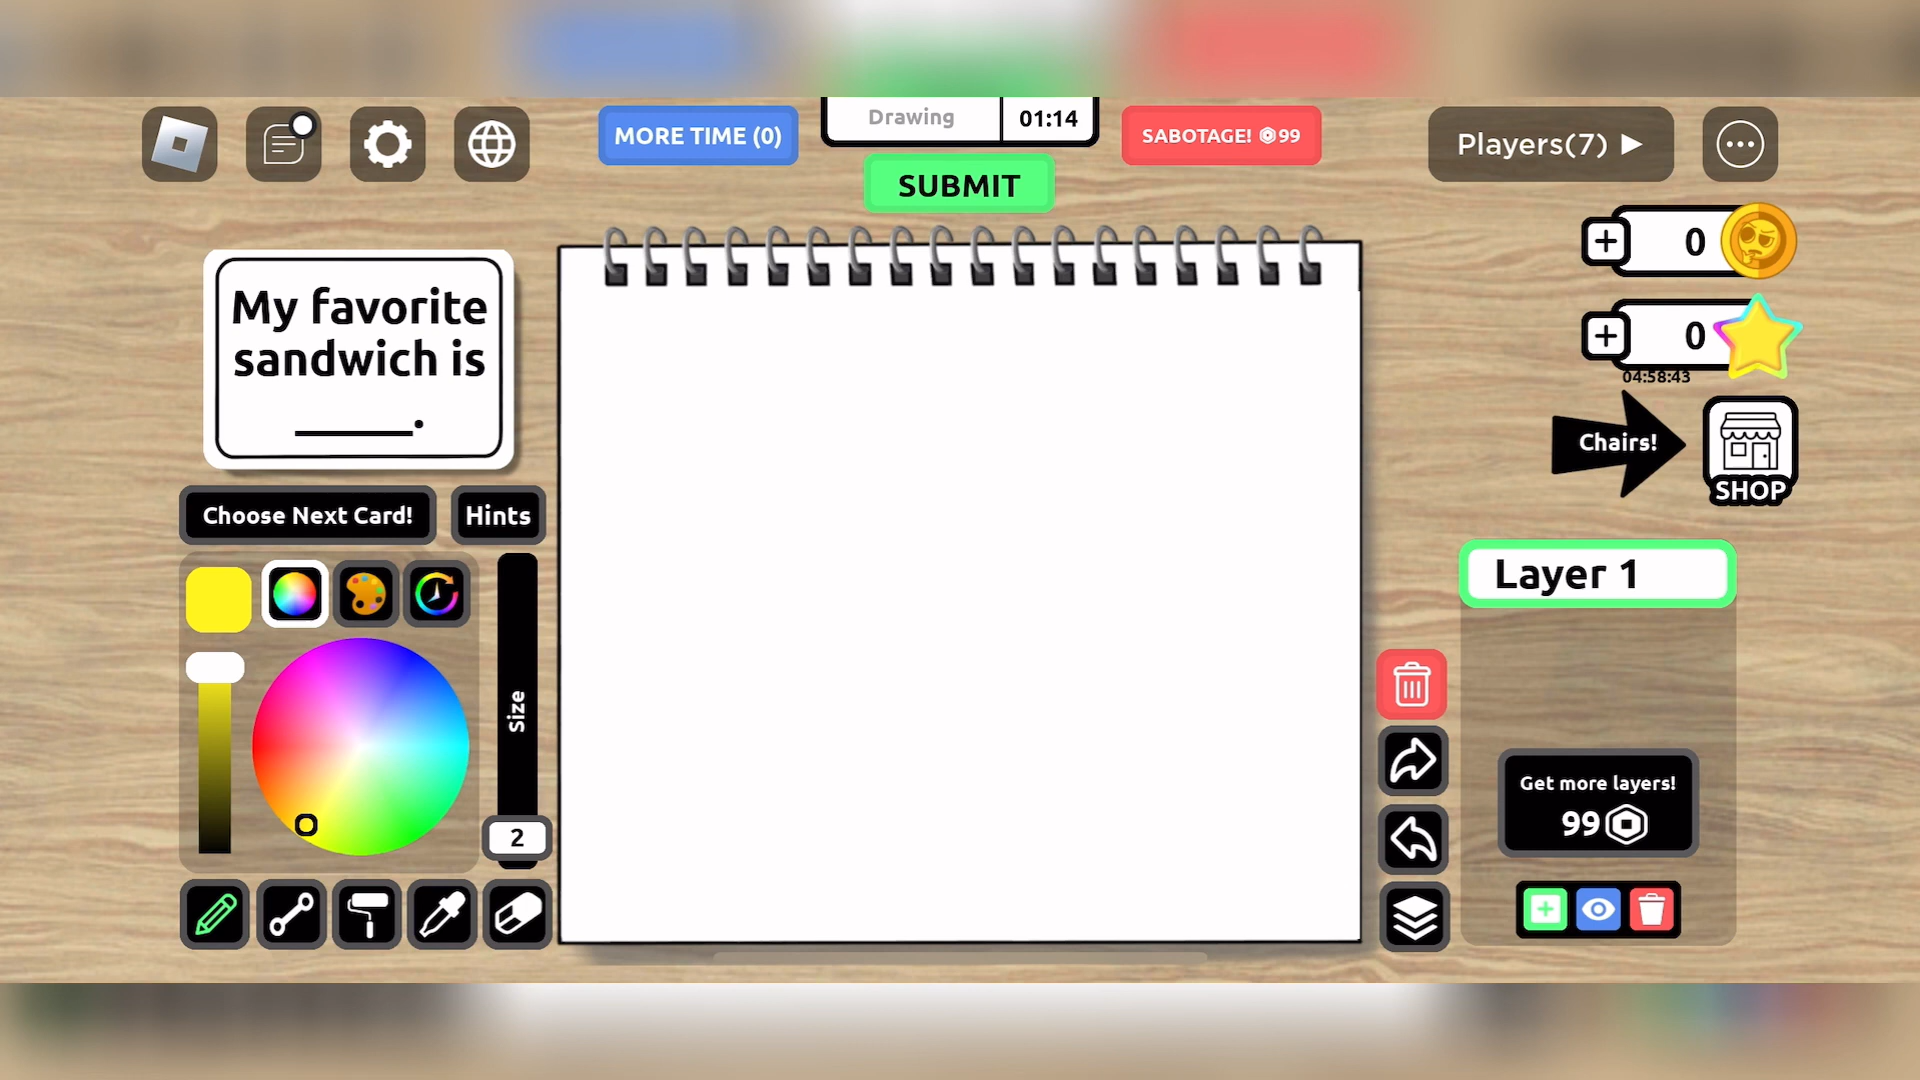 MORE TIME (0)
Drawing
01:14
SABOTAGE! 99
Players(7)
SUBMIT
0
My favorite
sandwich is
______.
0
04:58:43
Chairs!
SHOP
Choose Next Card!
Hints
Layer 1
Size
Get more layers!
99
2